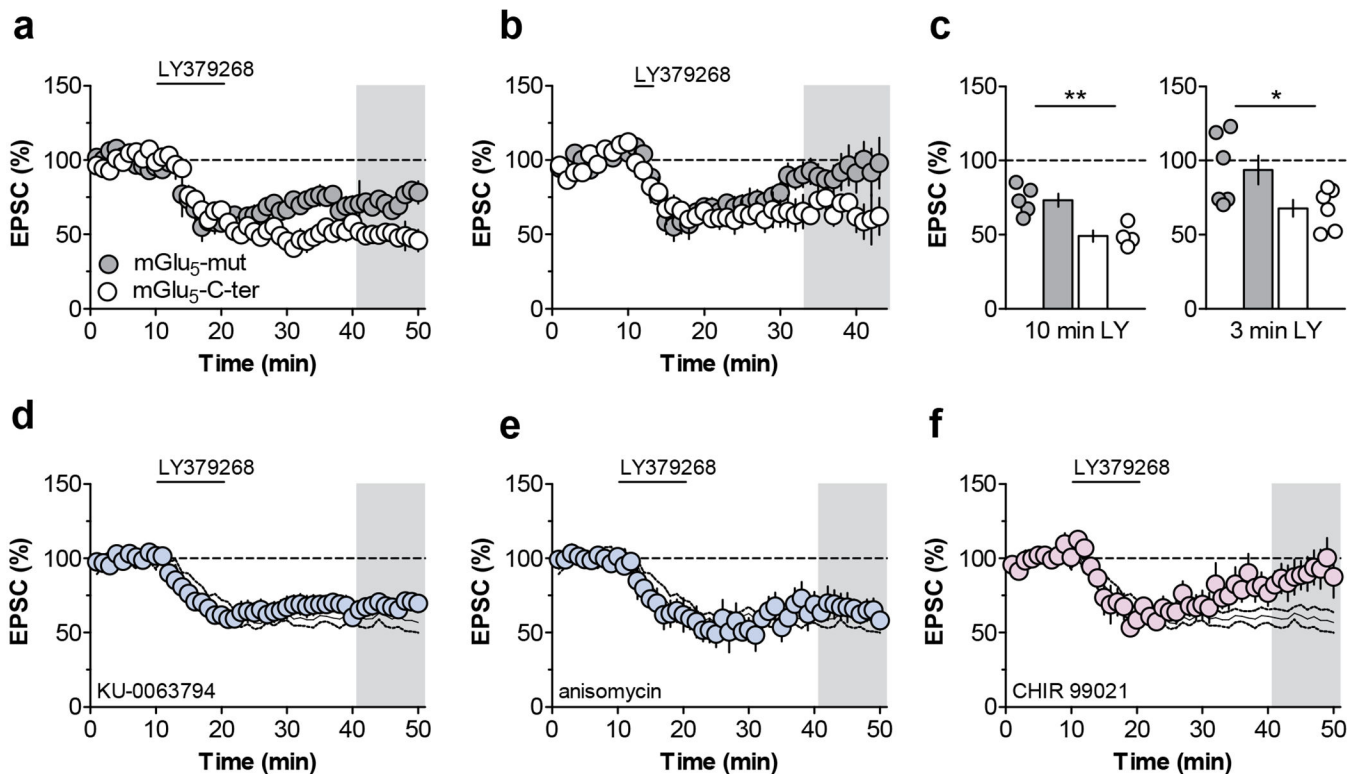 a
LY379268
EPSC (%)
150
100
50
0
mGlu5-mut
mGlu5-C-ter
0 10 20 30 40 50
Time (min)
b
LY379268
EPSC (%)
150
100
50
0
0 10 20 30 40
Time (min)
c
EPSC (%)
150
100
50
0
**
10 min LY
150
100
50
0
*
3 min LY
d
LY379268
EPSC (%)
150
100
50
0
KU-0063794
0 10 20 30 40 50
Time (min)
e
LY379268
EPSC (%)
150
100
50
0
anisomycin
0 10 20 30 40 50
Time (min)
f
LY379268
EPSC (%)
150
100
50
0
CHIR 99021
0 10 20 30 40 50
Time (min)